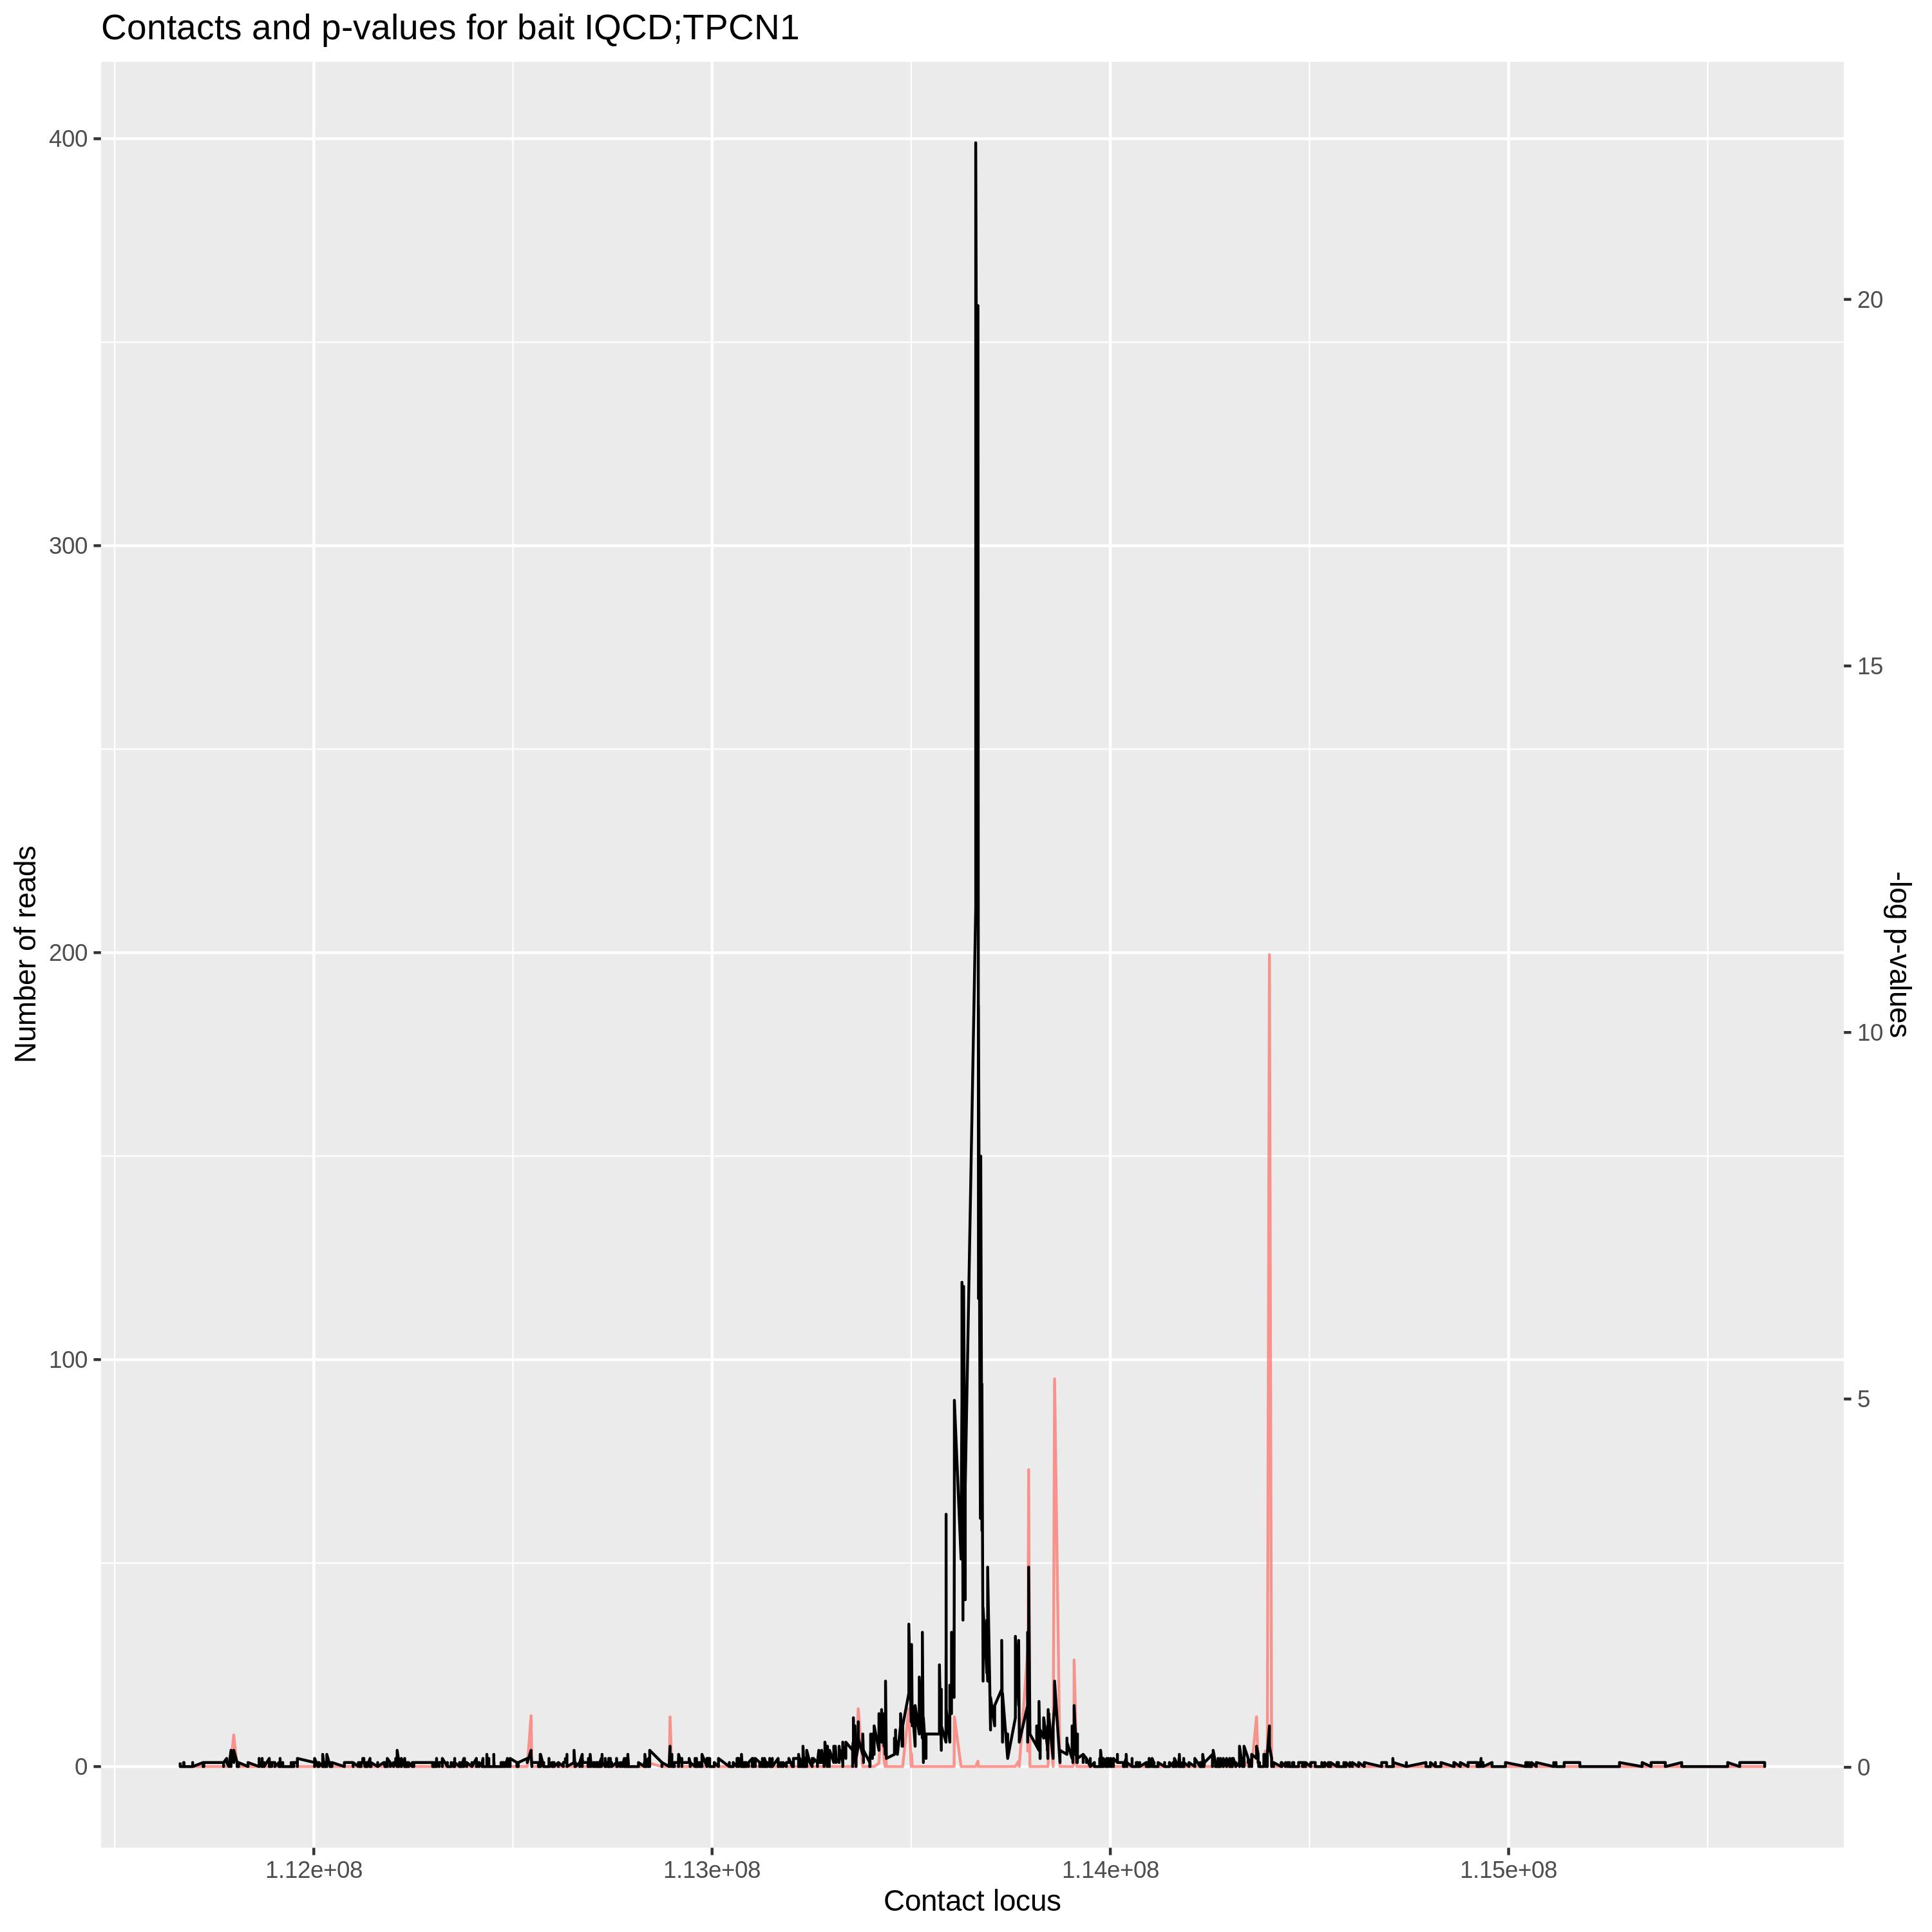 Contacts and p-values for bait IQCD;TPCN1
400
300
200
100
0
Number of reads
20
15
10
5
0
-log p-values
1.12e+08
1.13e+08
1.14e+08
1.15e+08
Contact locus